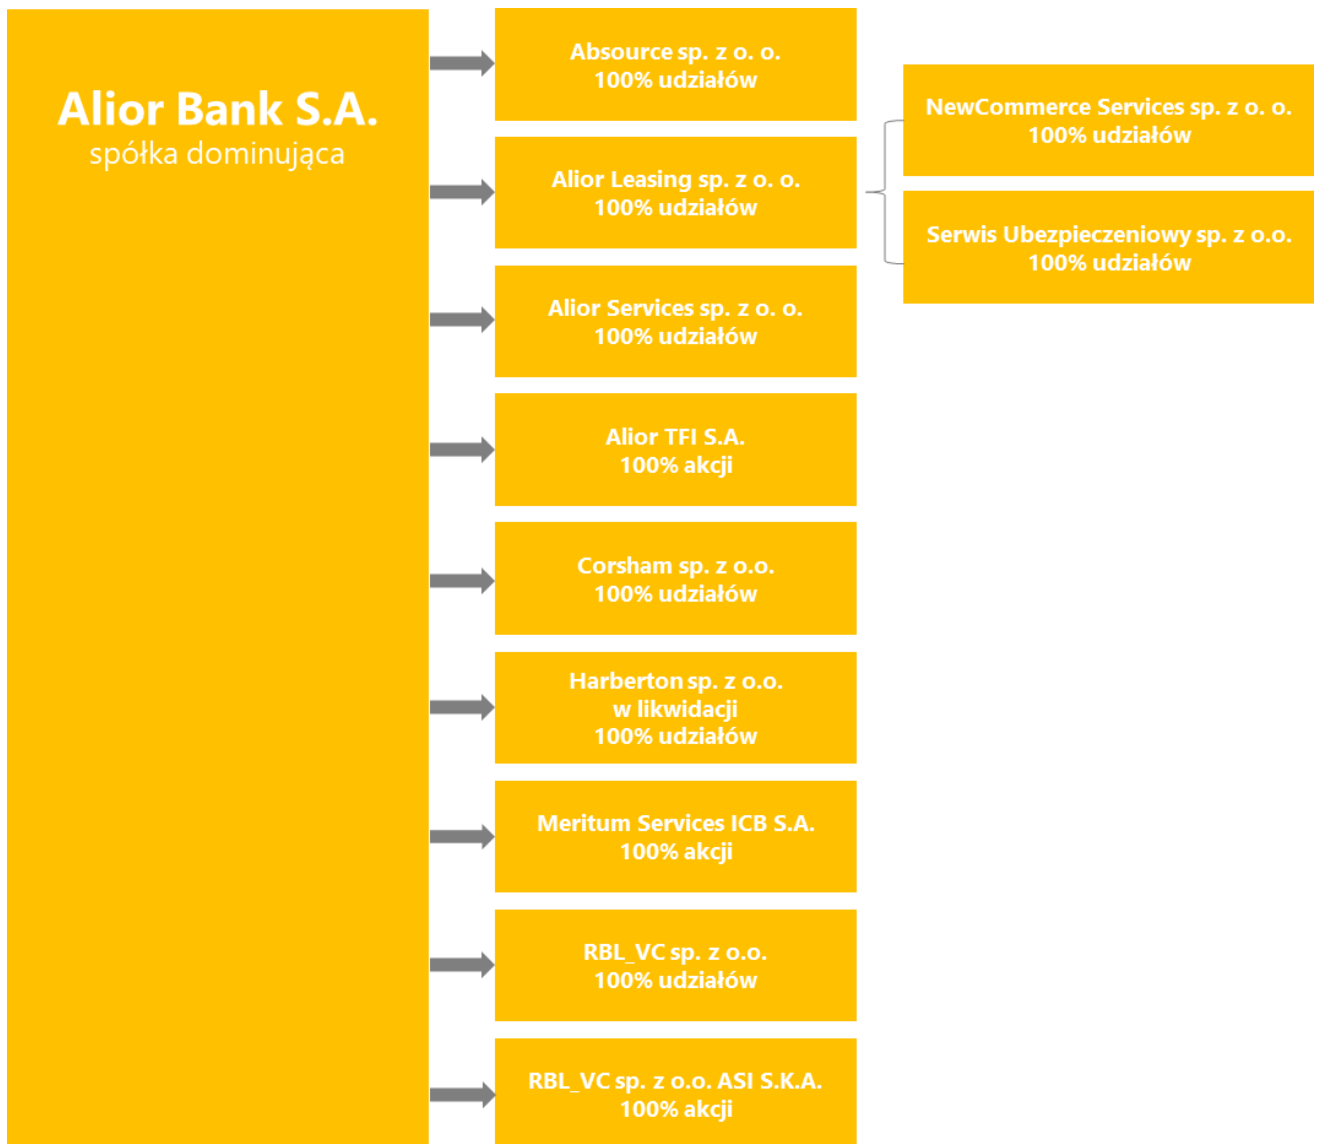 Alior Bank S.A.
spółka dominująca
Absource sp. z o. o.
100% udziałów
Alior Leasing sp. z o. o.
100% udziałów
NewCommerce Services sp. z o. o.
100% udziałów
Serwis Ubezpieczeniowy sp. z o.o.
100% udziałów
Alior Services sp. z o. o.
100% udziałów
Alior TFI S.A.
100% akcji
Corsham sp. z o.o.
100% udziałów
Harberton sp. z o.o.
w likwidacji
100% udziałów
Meritum Services ICB S.A.
100% akcji
RBL_VC sp. z o.o.
100% udziałów
RBL_VC sp. z o.o. ASI S.K.A.
100% akcji